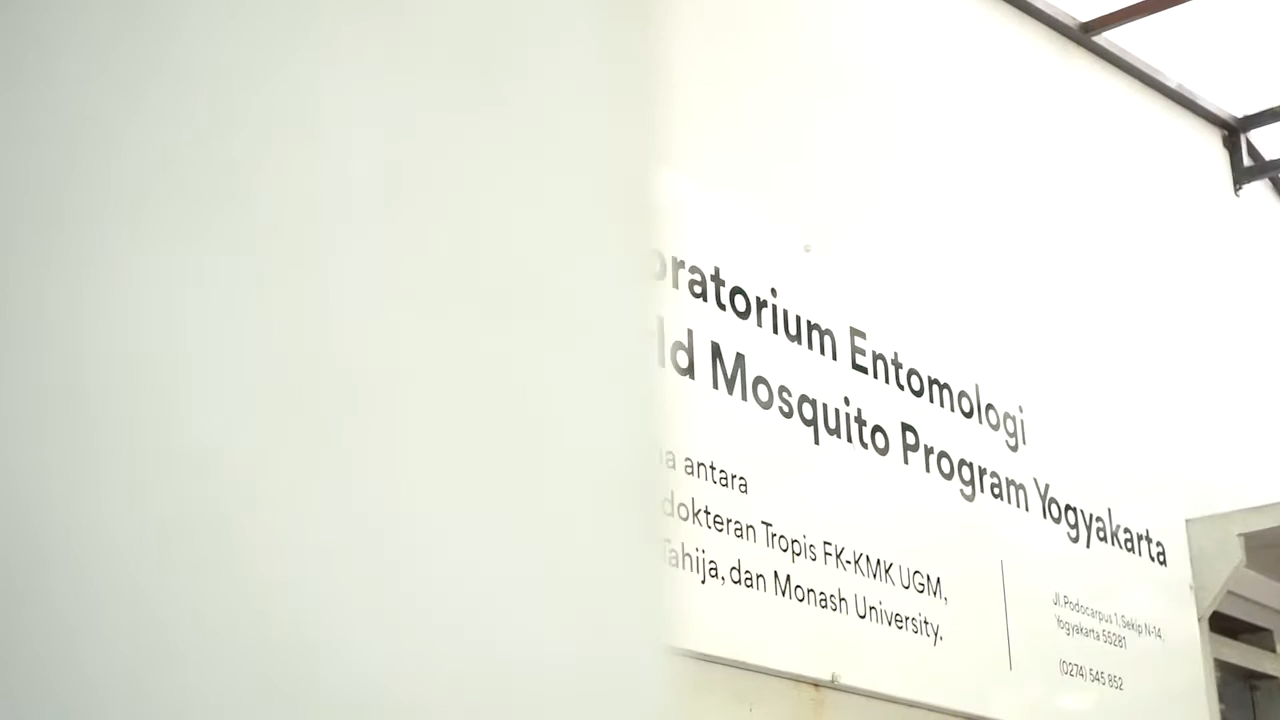 oratorium Entomologi
ld Mosquito Program Yogyakarta
a antara
dokteran Tropis FK-KMK UGM,
Tahija, dan Monash University.
Jl. Podocarpus 1, Sekip N-14,
Yogyakarta 55281
(0274) 545 852